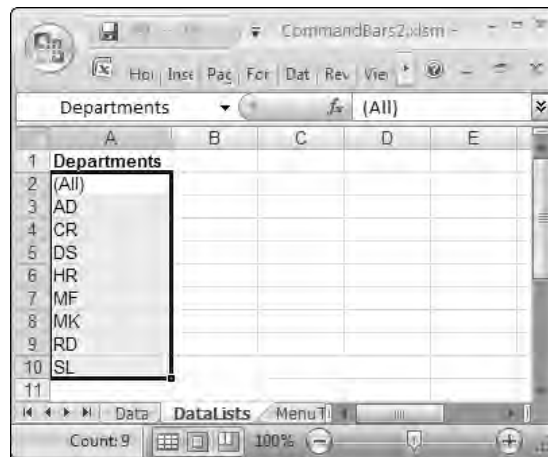 CommandBars2.xlsm -
Hoi Inse Pag For Dat Rev Vie
Departments fx (All)
A B C D E
1 Departments
2 (All)
3 AD
4 CR
5 DS
6 HR
7 MF
8 MK
9 RD
10 SL
11
Data DataLists MenuT
Count: 9 100%